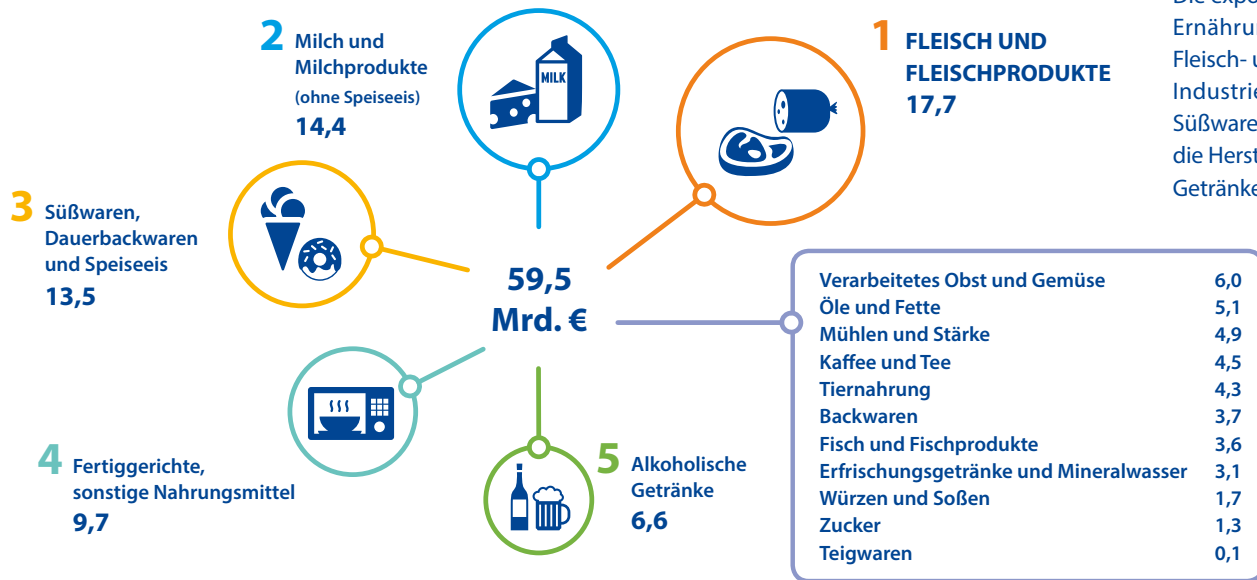 1 FLEISCH UND
FLEISCHPRODUKTE
17,7
2 Milch und
Milchprodukte
(ohne Speiseeis)
14,4
MILK
3 Süßwaren,
Dauerbackwaren
und Speiseeis
13,5
4 Fertiggerichte,
sonstige Nahrungsmittel
9,7
5 Alkoholische
Getränke
6,6
59,5
Mrd. €
Verarbeitetes Obst und Gemüse 6,0
Öle und Fette 5,1
Mühlen und Stärke 4,9
Kaffee und Tee 4,5
Tiernahrung 4,3
Backwaren 3,7
Fisch und Fischprodukte 3,6
Erfrischungsgetränke und Mineralwasser 3,1
Würzen und Soßen 1,7
Zucker 1,3
Teigwaren 0,1
Fleisch- u
Industrie
Süßware
die Herst
Getränke